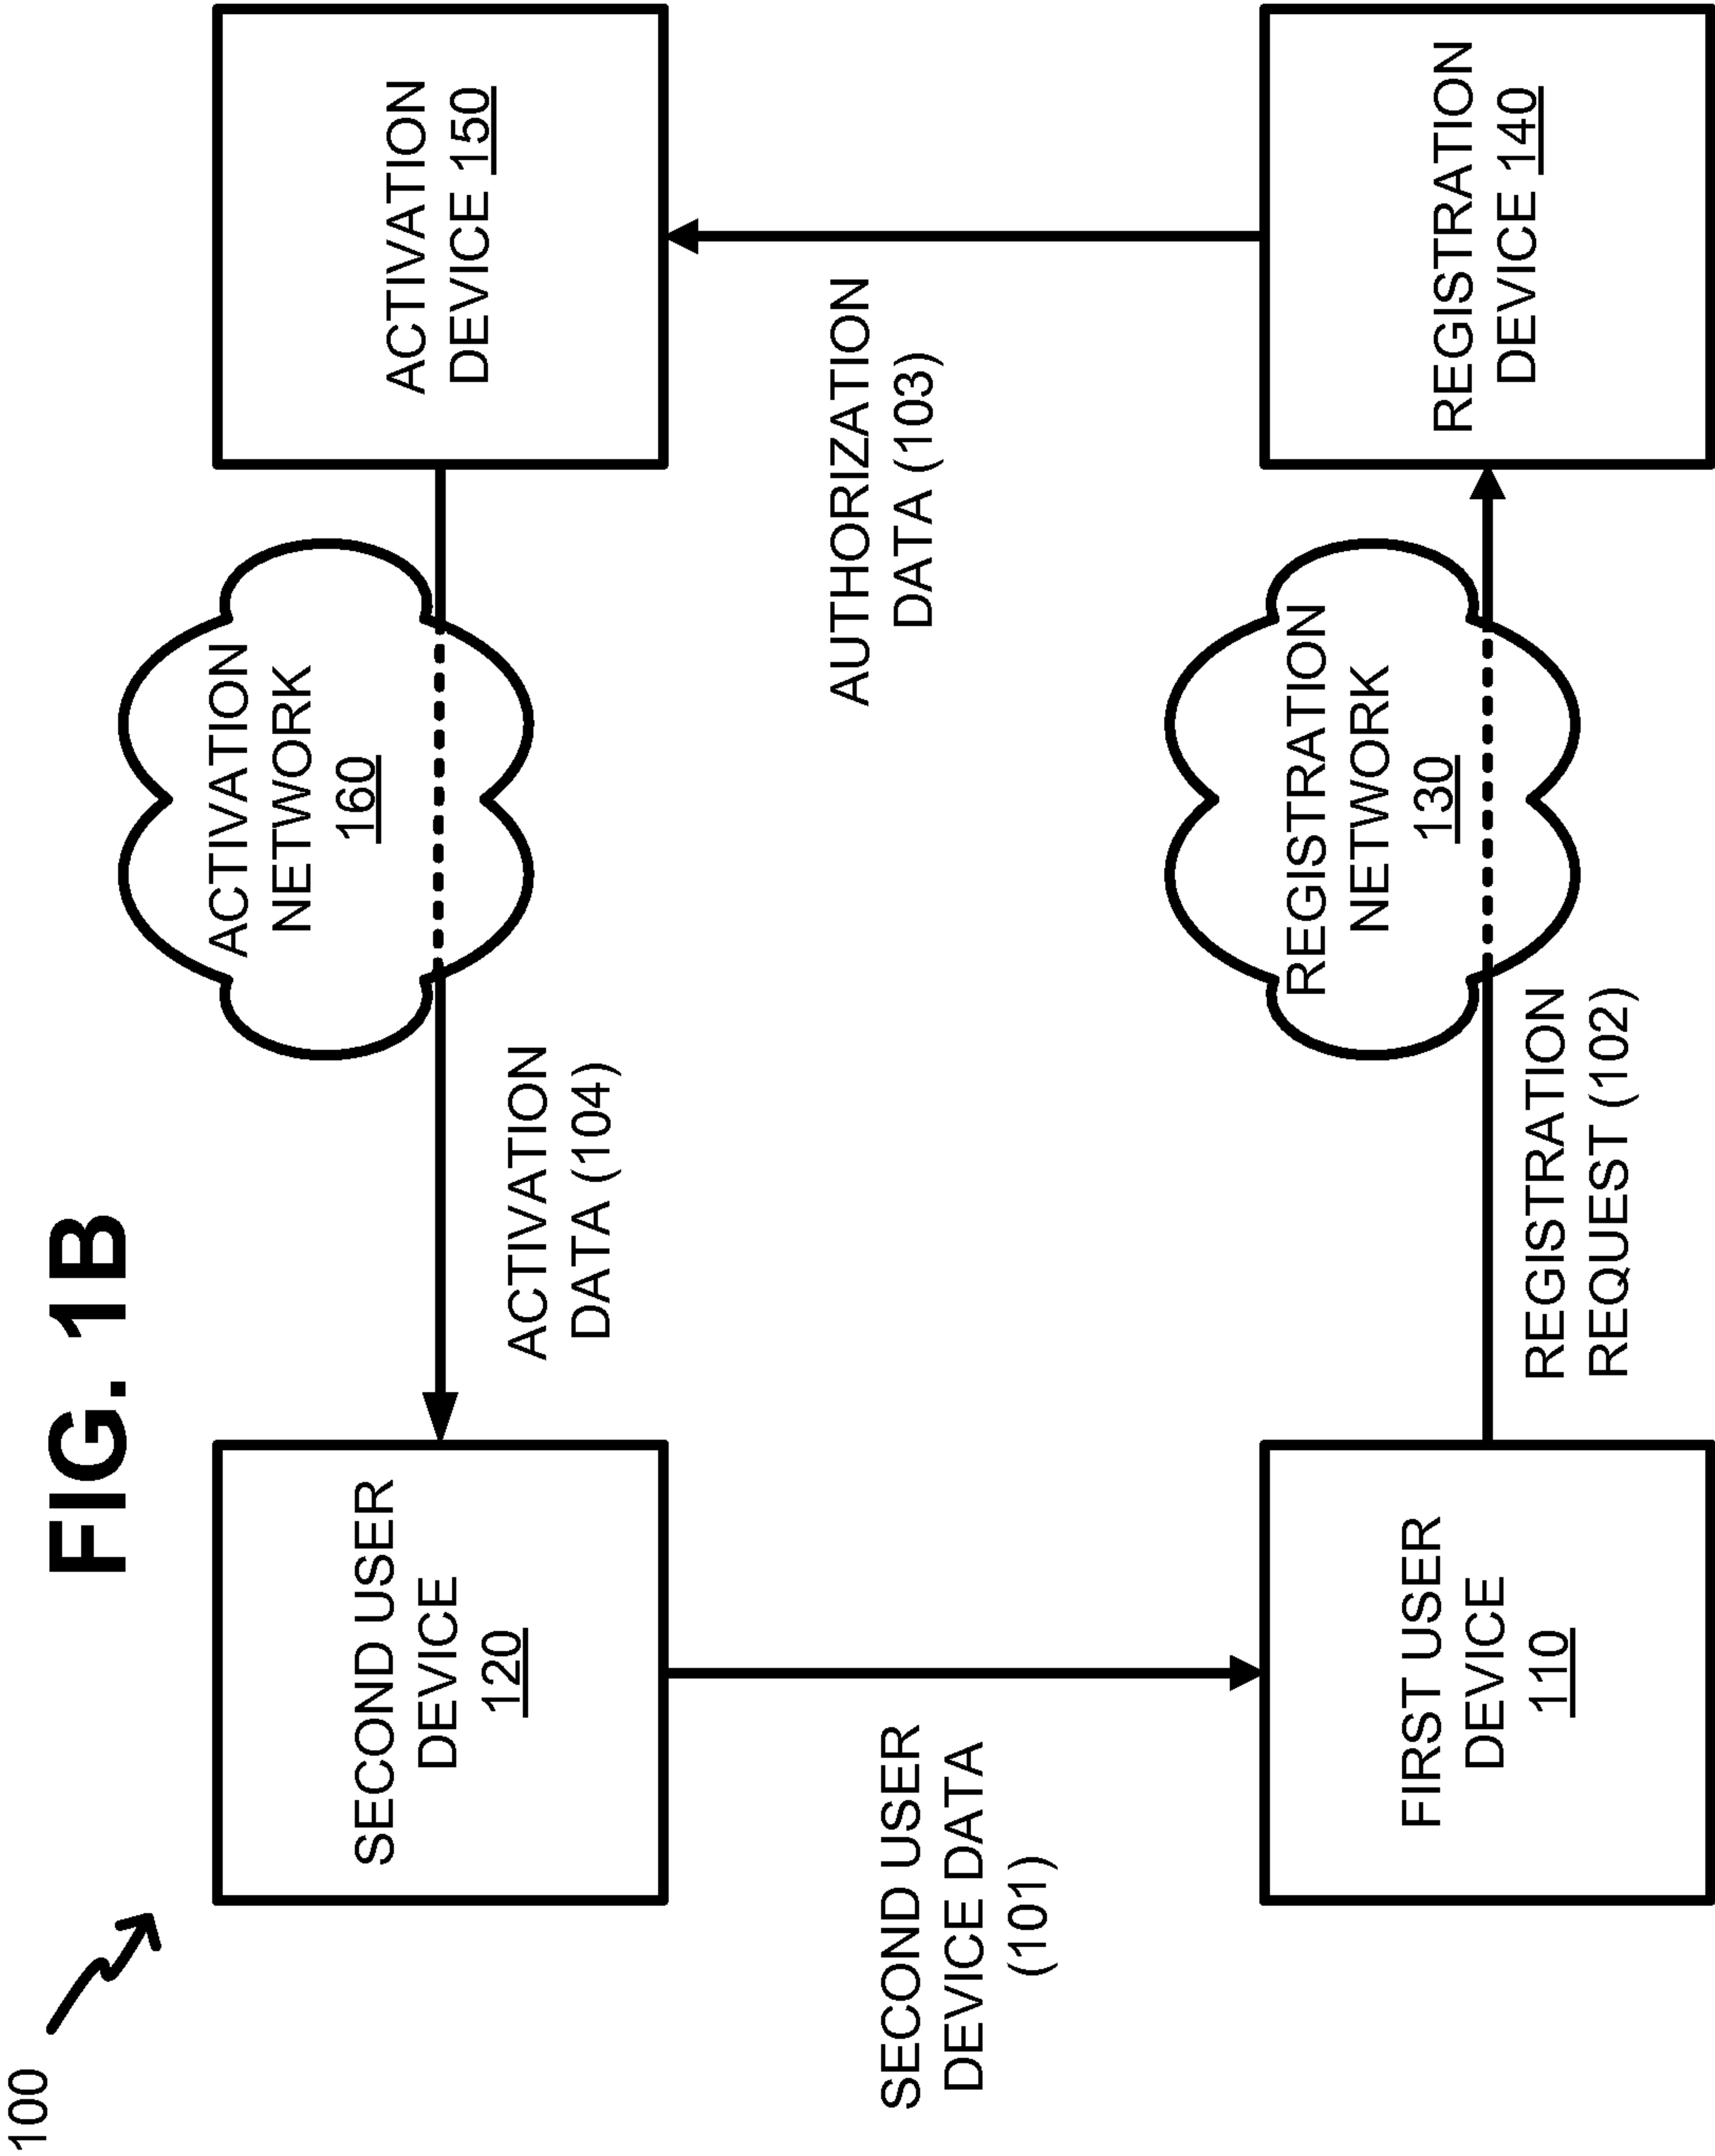 FIG. 1B
100
SECOND USER
DEVICE
120
ACTIVATION
NETWORK
160
ACTIVATION
DEVICE 150
ACTIVATION
DATA (104)
SECOND USER
DEVICE DATA
(101)
AUTHORIZATION
DATA (103)
FIRST USER
DEVICE
110
REGISTRATION
NETWORK
130
REGISTRATION
DEVICE 140
REGISTRATION
REQUEST (102)